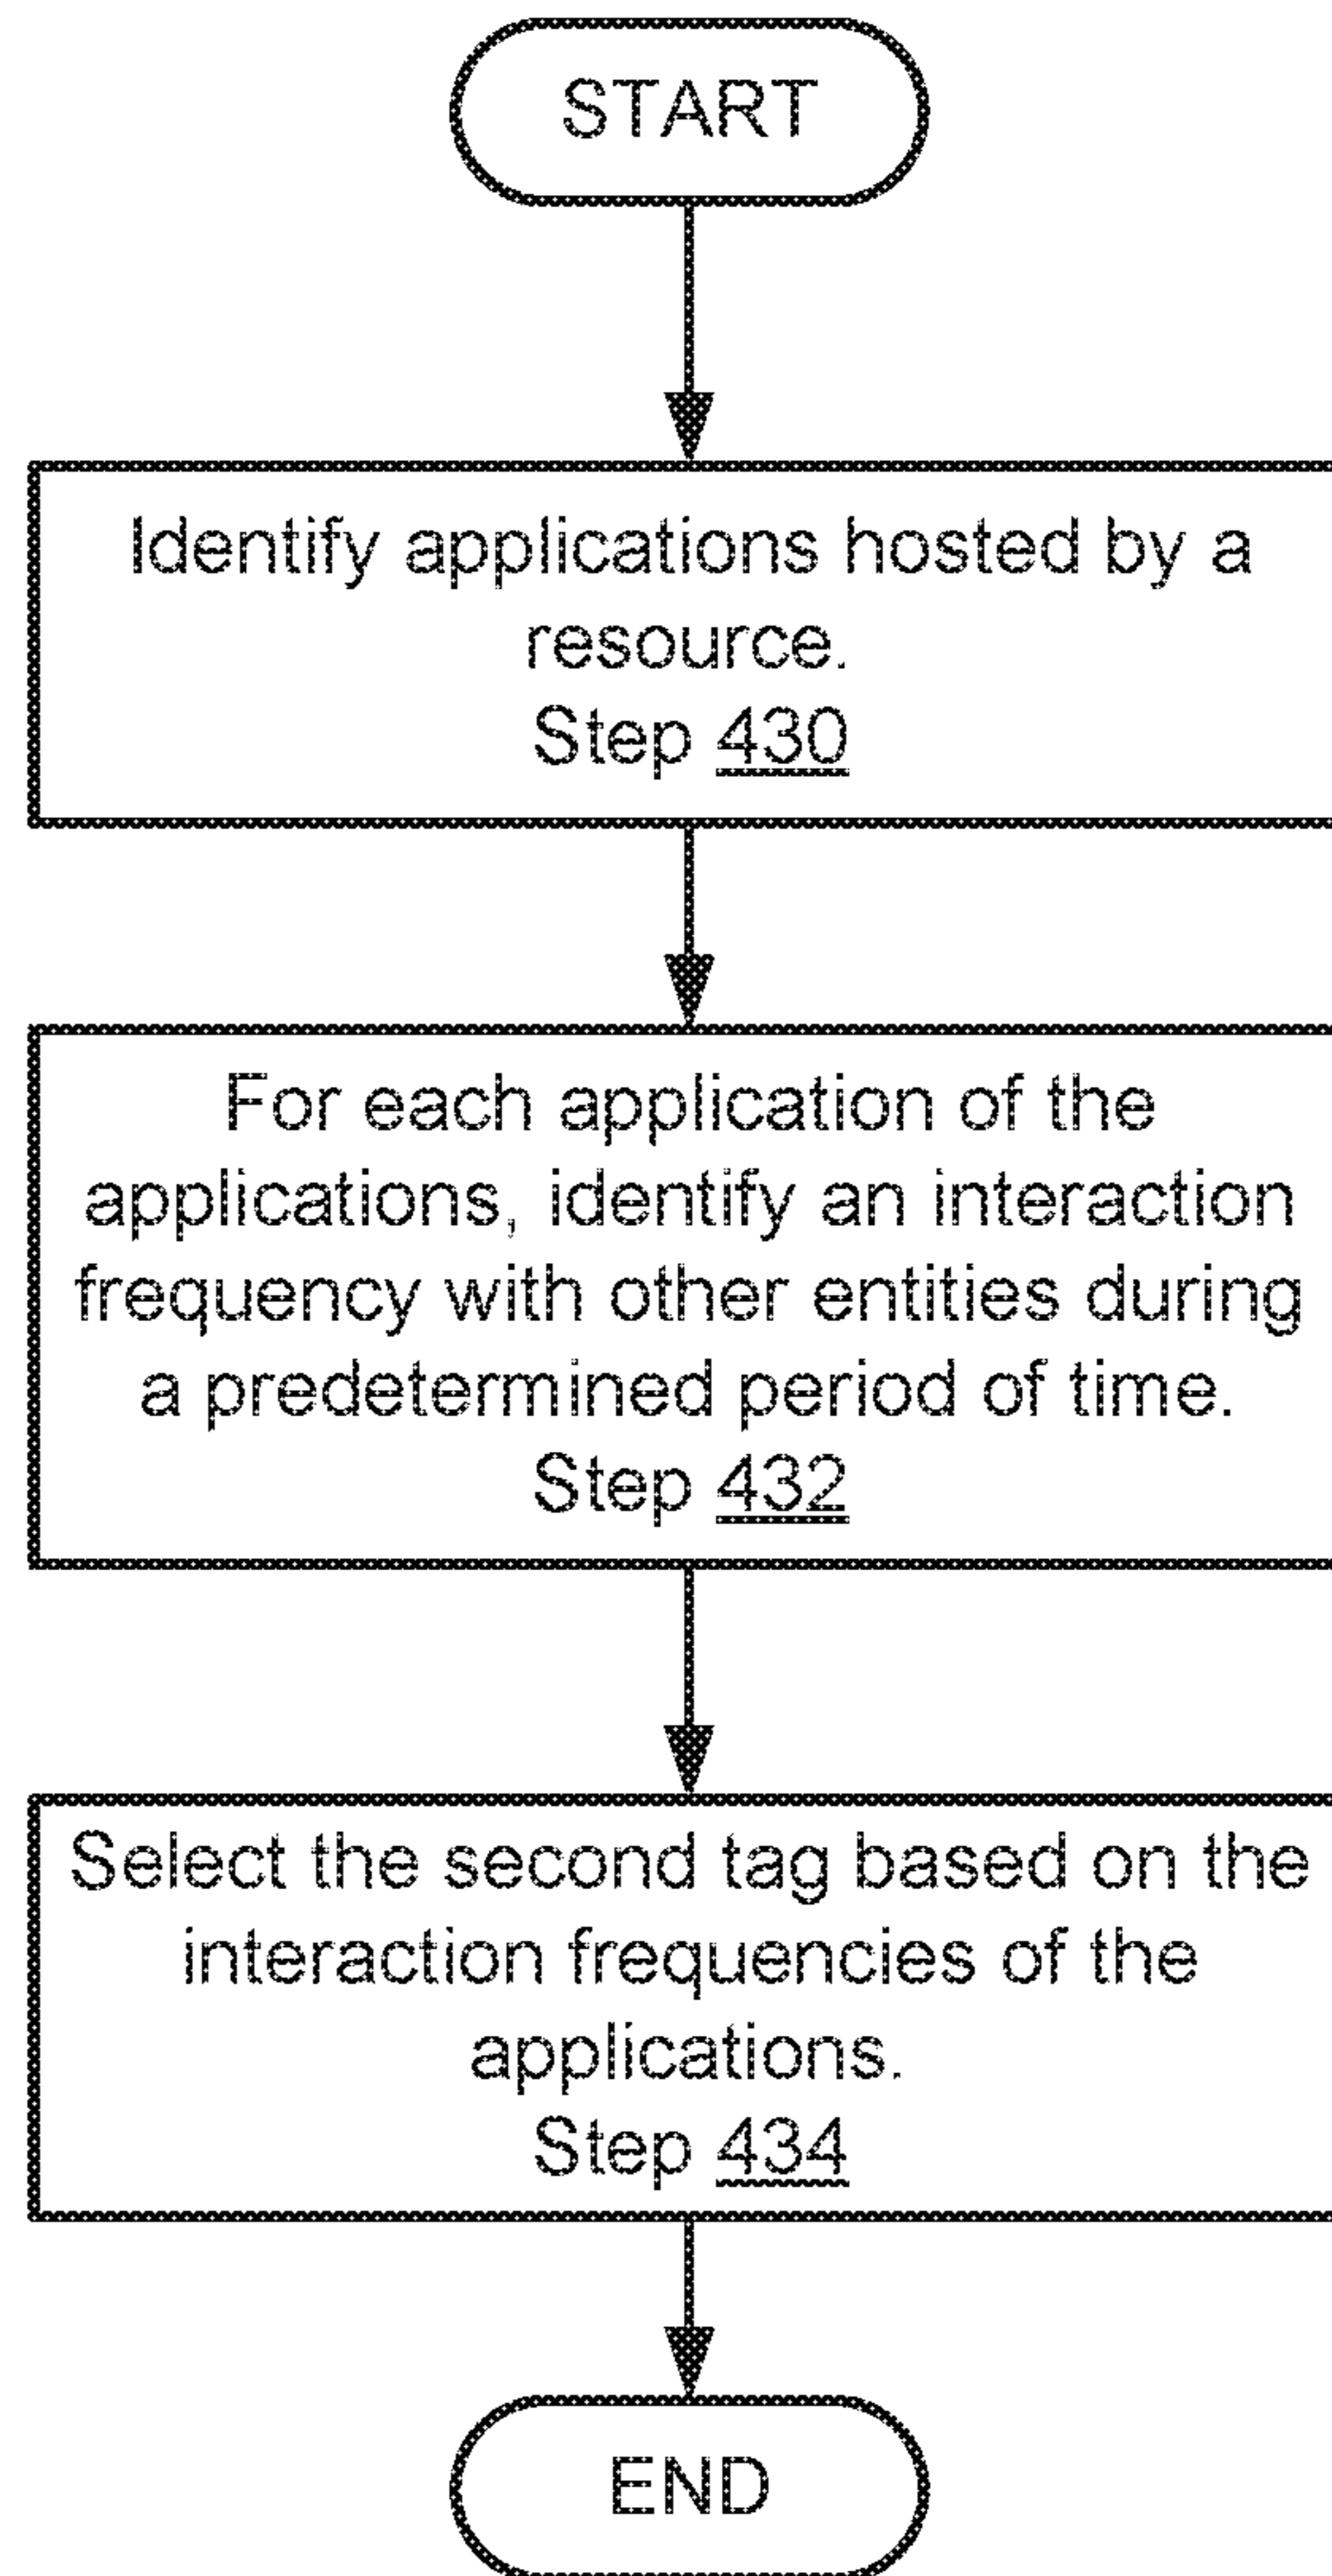 START
Identify applications hosted by a
resource.
Step 430
For each application of the
applications, identify an interaction
frequency with other entities during
a predetermined period of time.
Step 432
Select the second tag based on the
interaction frequencies of the
applications.
Step 434
END